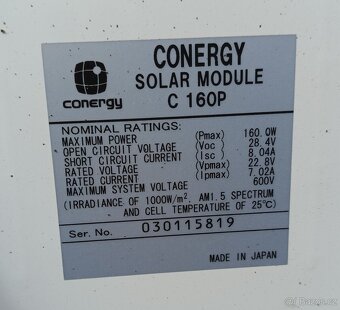 conergy
CONERGY
SOLAR MODULE
C 160P
NOMINAL RATINGS:
MAXIMUM POWER (Pmax) 160.0W
OPEN CIRCUIT VOLTAGE (Voc) 28.4V
SHORT CIRCUIT CURRENT (Isc) 8.04A
RATED VOLTAGE (Vpmax) 22.8V
RATED CURRENT (Ipmax) 7.02A
MAXIMUM SYSTEM VOLTAGE 600V
(IRRADIANCE OF 1000W/m², AM1.5 SPECTRUM
AND CELL TEMPERATURE OF 25℃)
Ser. No. 030115819
MADE IN JAPAN